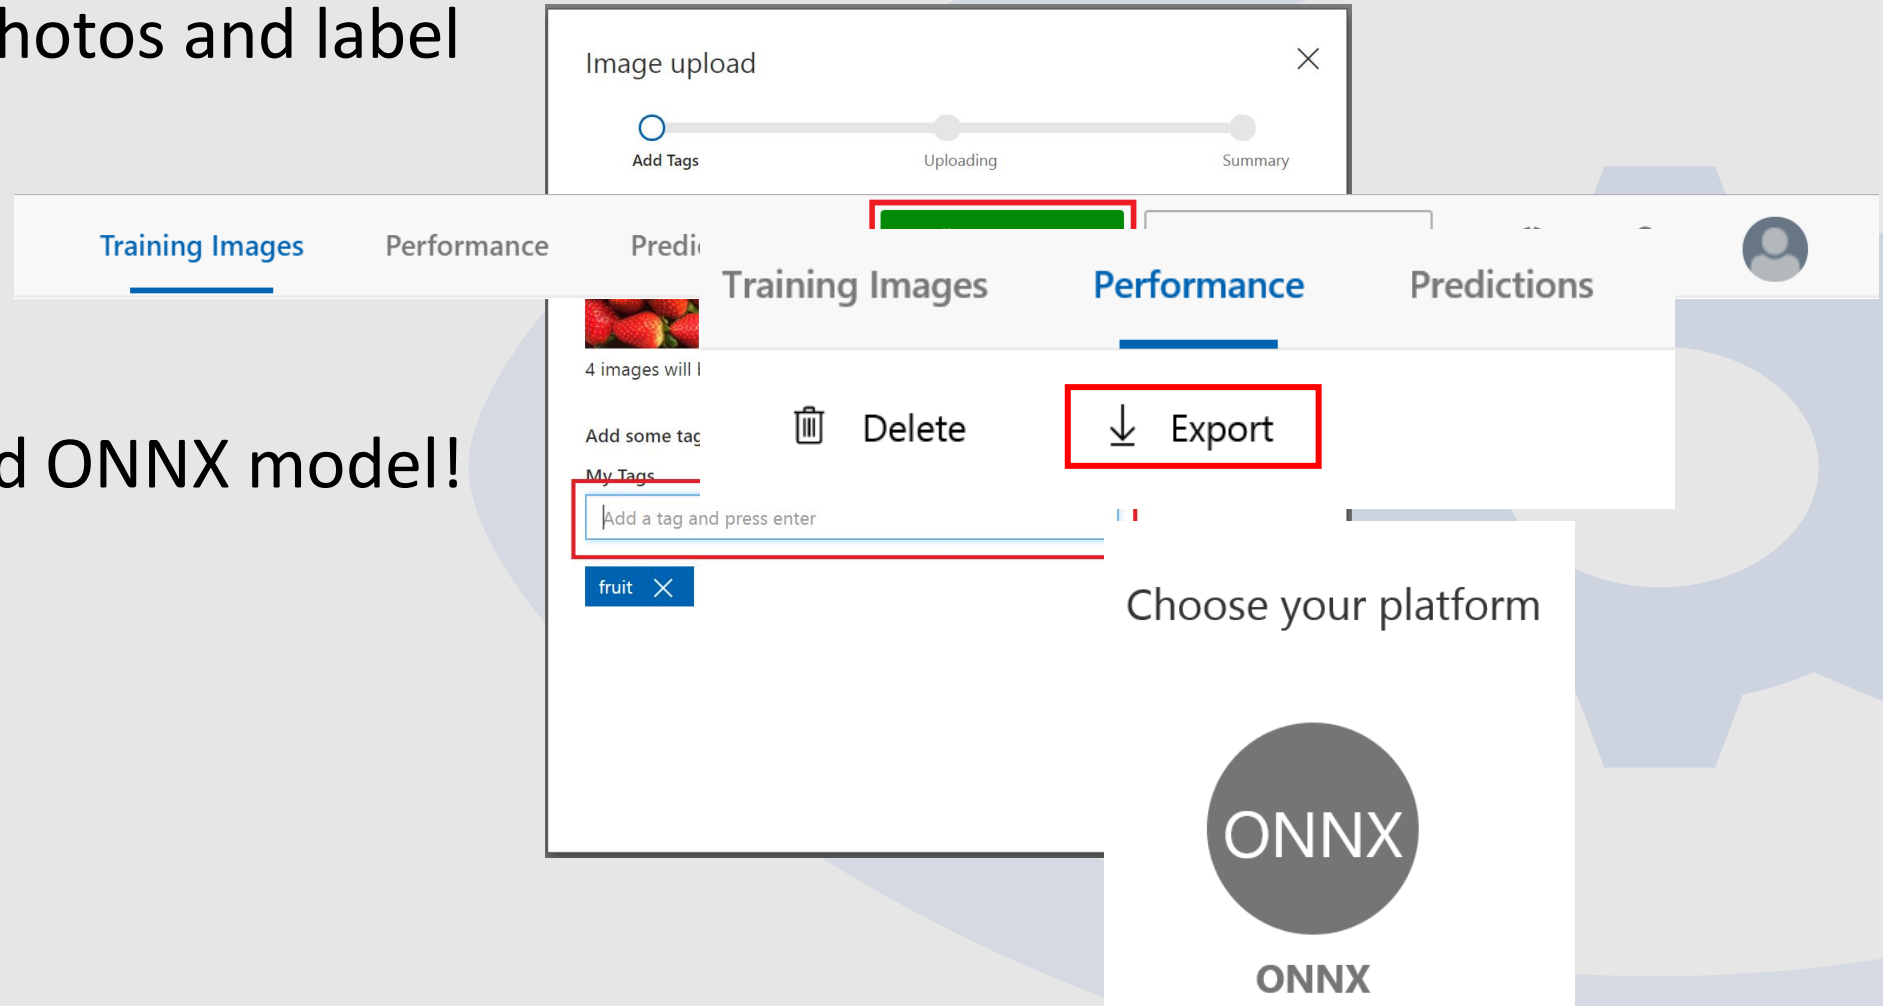 hotos and label
d ONNX model!
Image upload
Add Tags
Uploading
Summary
Training Images
Performance
Training Images
Performance
Predictions
4 images will
Delete
Export
Add some
My Tags
Add a tag and press enter
fruit
Choose your platform
ONNX
ONNX